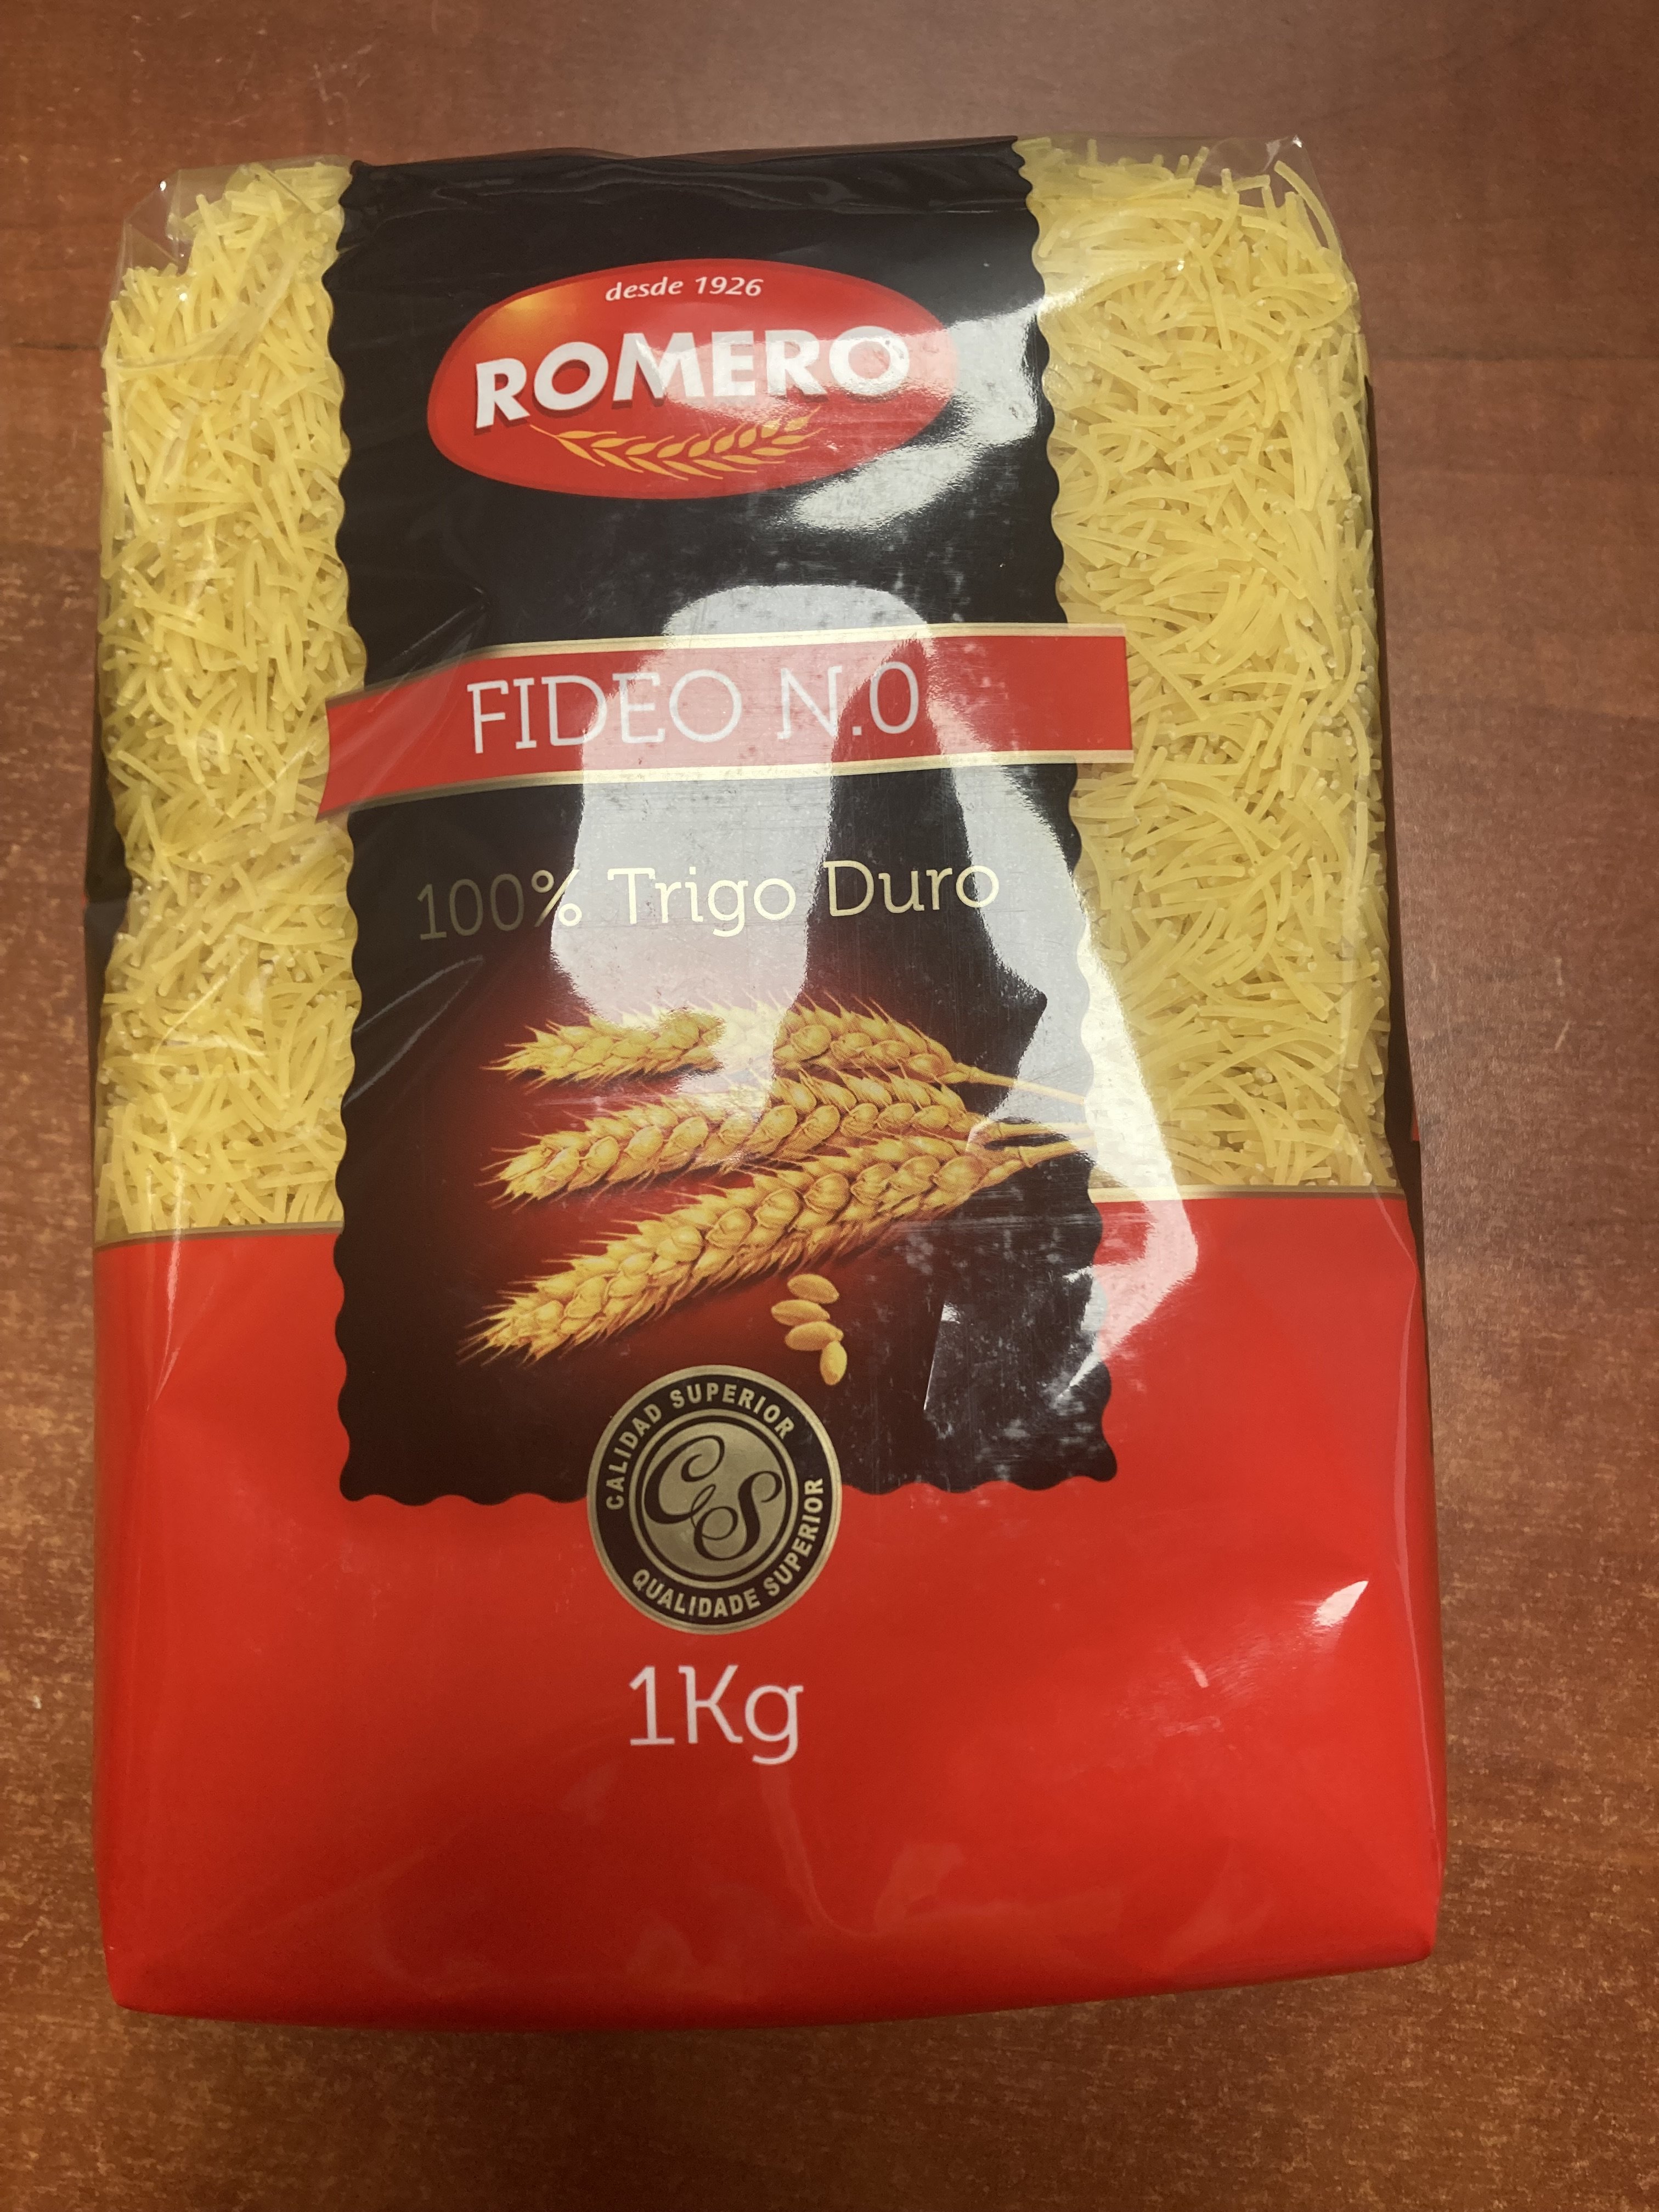 desde 1926
ROMERO
FIDEO N.0
100% Trigo Duro
CALIDAD SUPERIOR
CS
QUALIDADE SUPERIOR
1Kg